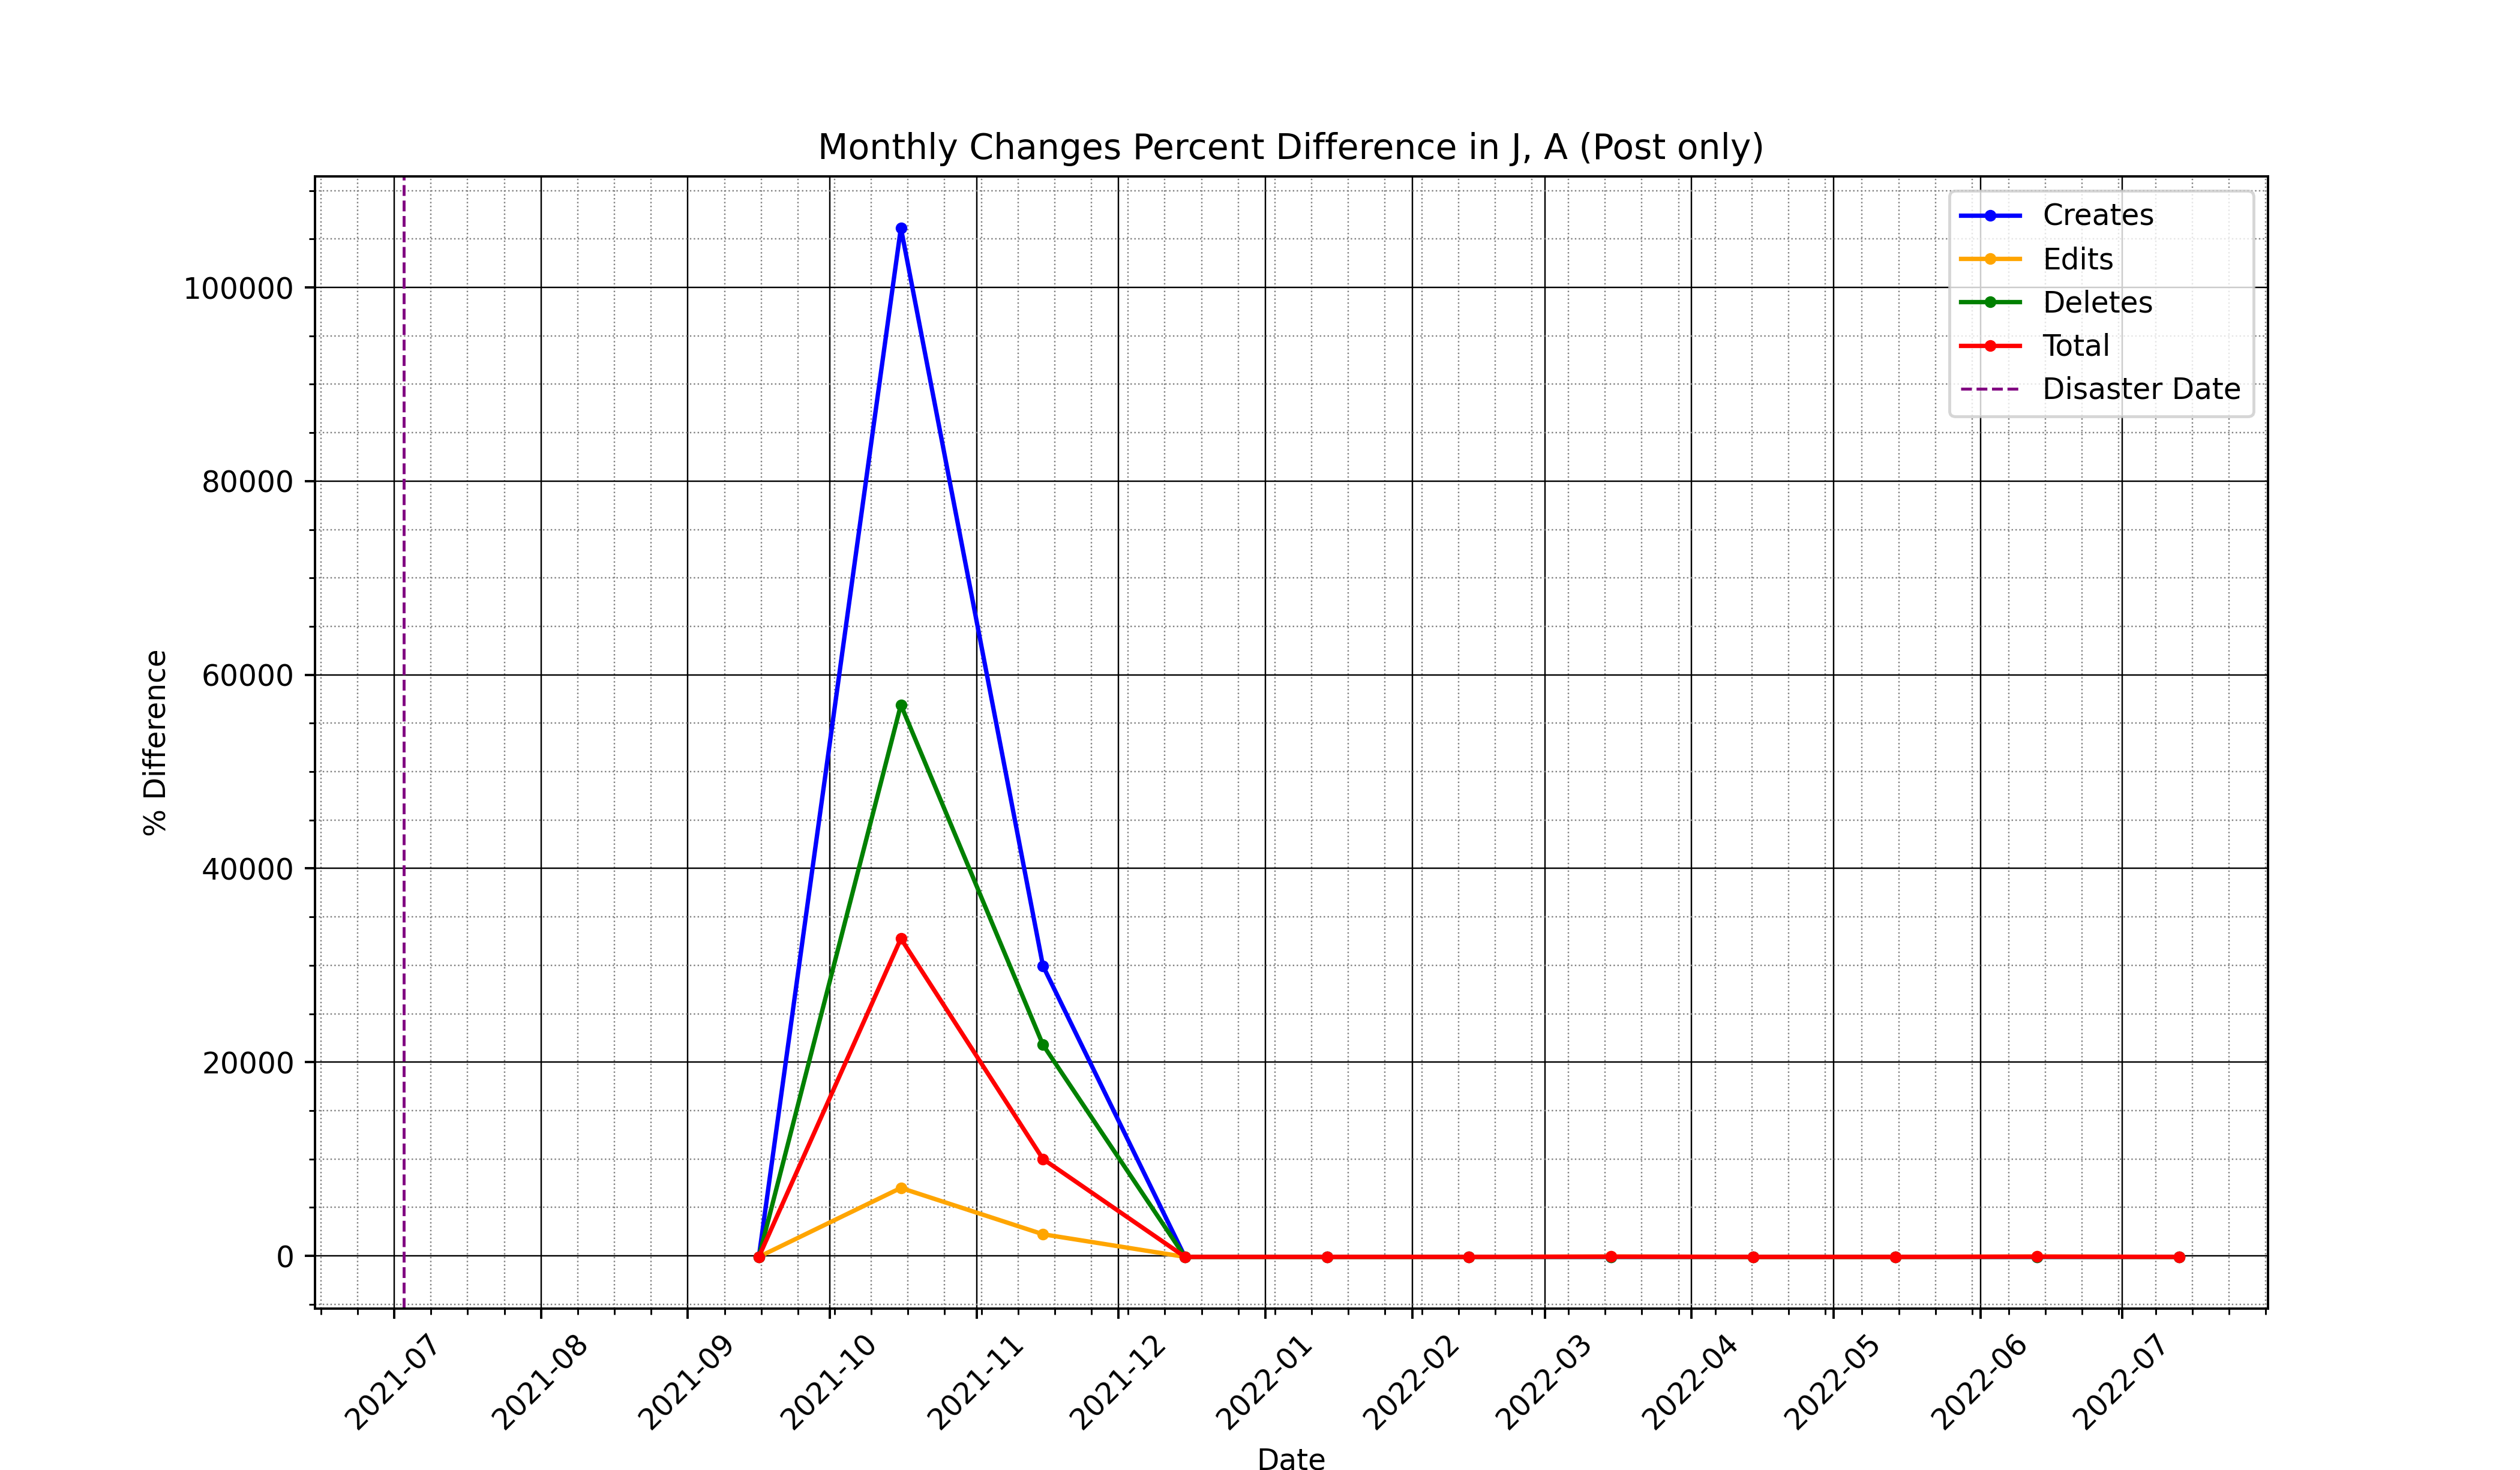 Monthly Changes Percent Difference in J, A (Post only)
Creates
Edits
Deletes
Total
Disaster Date
% Difference
100000
80000
60000
40000
20000
0
2021-07
2021-08
2021-09
2021-10
2021-11
2021-12
2022-01
2022-02
2022-03
2022-04
2022-05
2022-06
2022-07
Date